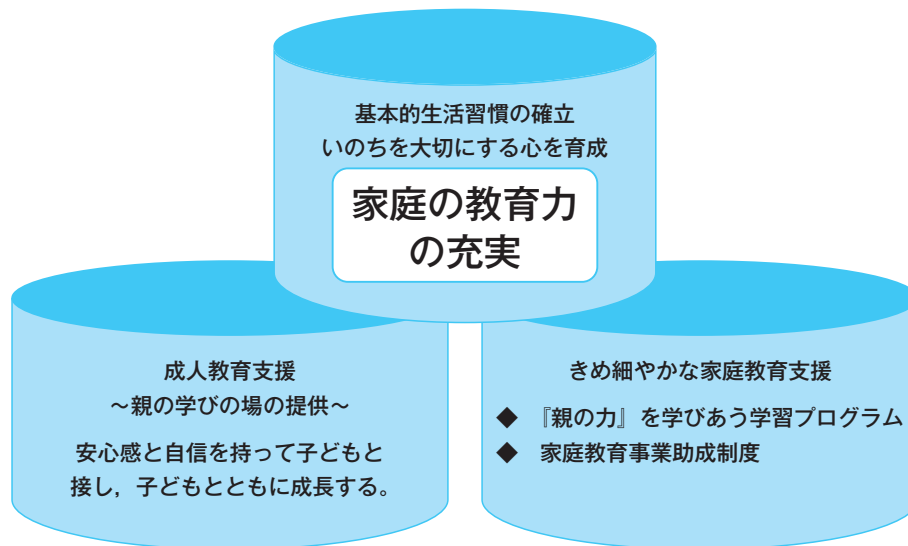 基本的生活習慣の確立
いのちを大切にする心を育成
家庭の教育力
の充実
成人教育支援
～親の学びの場の提供～
安心感と自信を持って子どもと
接し，子どもとともに成長する。
きめ細やかな家庭教育支援
◆ 『親の力』を学びあう学習プログラム
◆ 家庭教育事業助成制度